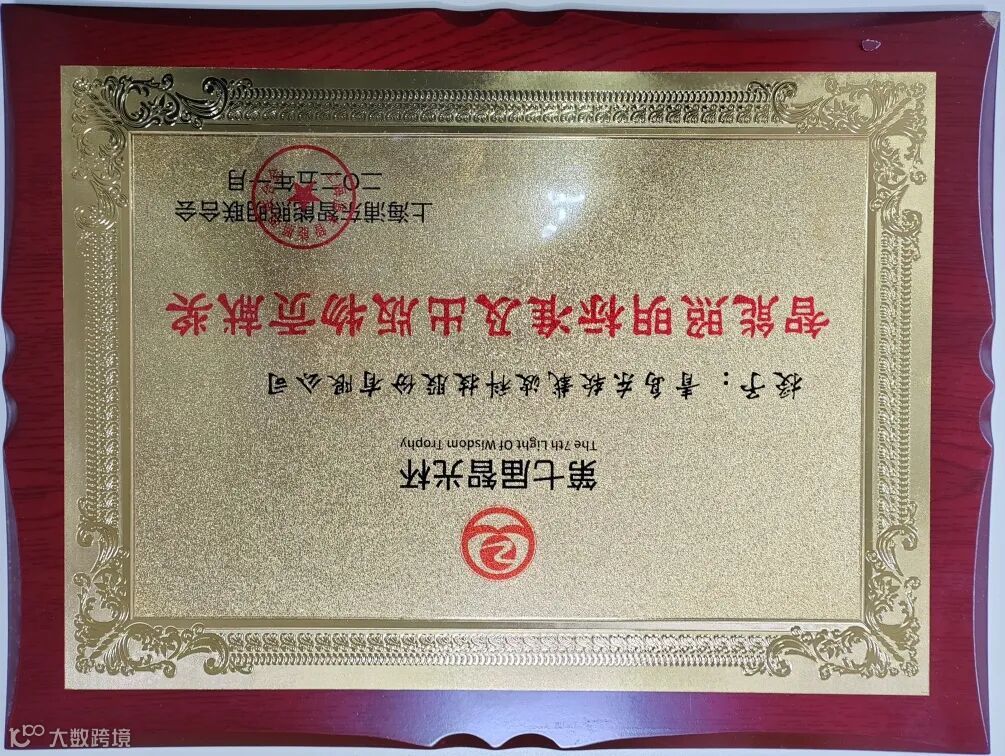 第七届智光杯
The 7th Light Of Wisdom Trophy
授予：青岛东软载波科技股份有限公司
智能照明标准及出版物贡献奖
上海浦东智能照明联合会
二〇二五年一月
大数跨境